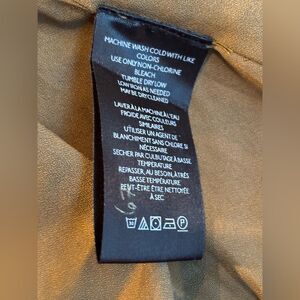 MACHINE WASH COLD WITH LIKE
COLORS
USE ONLY NON-CHLORINE
BLEACH
TUMBLE DRY LOW
LOW IRON AS NEEDED
MAY BE DRY CLEANED
LAVER À LA MACHINE À L'EAU
FROIDE AVEC COULEURS
SIMILAIRES
UTILISER UN AGENT DE
BLANCHIMENT SANS CHLORE SI
NÉCESSAIRE
SECHER PAR CULBUTAGE À BASSE
TEMPÉRATURE
REPASSER, AU BESOIN, À TRÈS
BASSE TEMPÉRATURE
PEUT-ÊTRE ÊTRE NETTOYÉE
À SEC
30
P